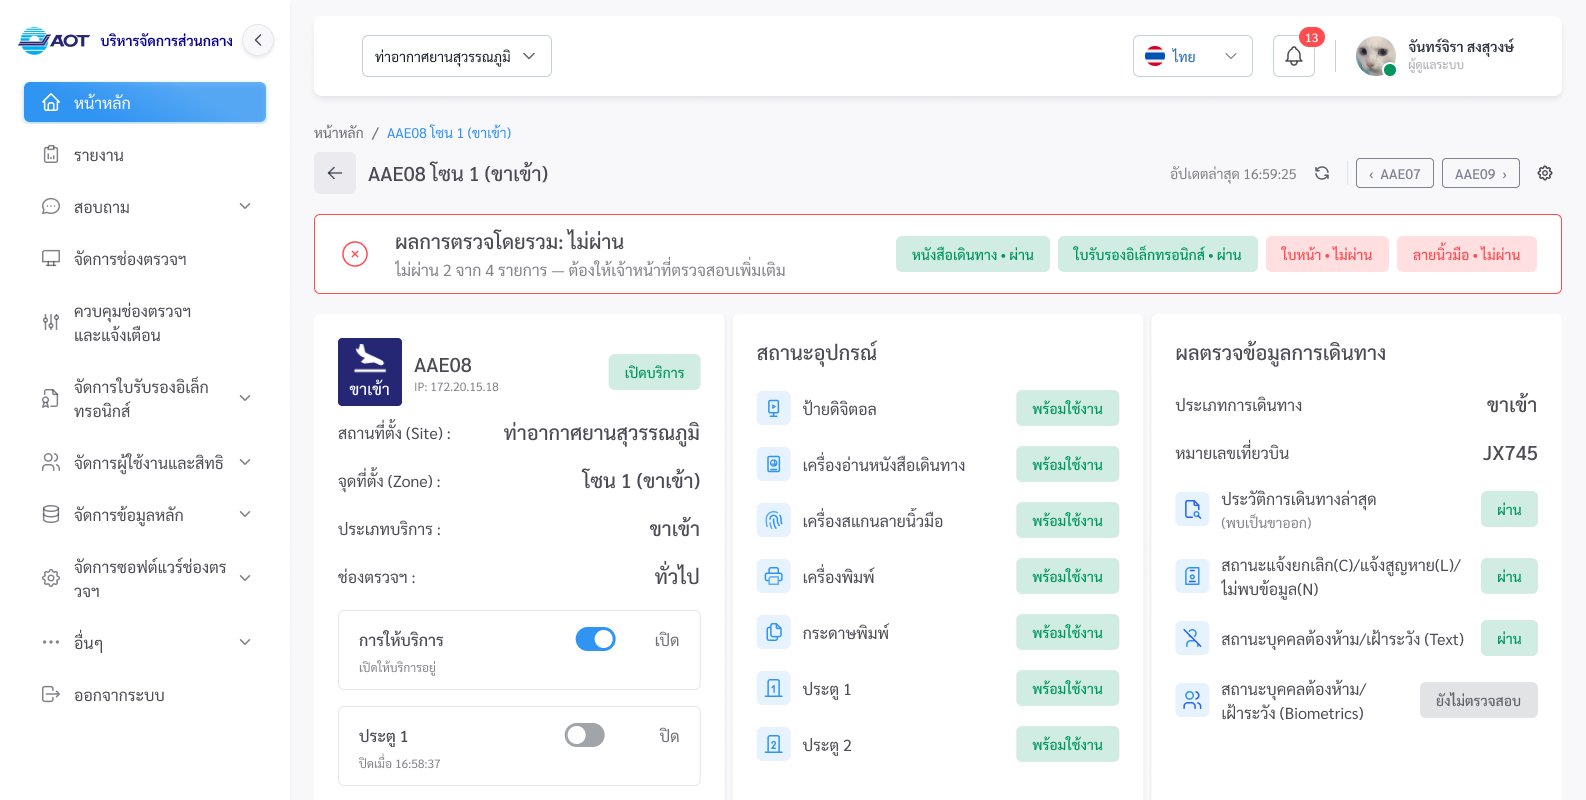 AOT บริหารจัดการส่วนกลาง
หน้าหลัก
รายงาน
สอบถาม
จัดการช่องตรวจฯ
ควบคุมช่องตรวจฯ
และแจ้งเตือน
จัดการใบรับรองอิเล็ก
ทรอนิกส์
จัดการผู้ใช้งานและสิทธิ
จัดการข้อมูลหลัก
จัดการซอฟต์แวร์ช่องตร
วจฯ
อื่นๆ
ออกจากระบบ
ท่าอากาศยานสุวรรณภูมิ
ไทย
13
จันทร์จิรา สงสุวงษ์
ผู้ดูแลระบบ
หน้าหลัก / AAE08 โซน 1 (ขาเข้า)
AAE08 โซน 1 (ขาเข้า)
อัปเดตล่าสุด 16:59:25
‹ AAE07
AAE09 ›
ผลการตรวจโดยรวม: ไม่ผ่าน
ไม่ผ่าน 2 จาก 4 รายการ — ต้องให้เจ้าหน้าที่ตรวจสอบเพิ่มเติม
หนังสือเดินทาง • ผ่าน
ใบรับรองอิเล็กทรอนิกส์ • ผ่าน
ใบหน้า • ไม่ผ่าน
ลายนิ้วมือ • ไม่ผ่าน
ขาเข้า
AAE08
IP: 172.20.15.18
เปิดบริการ
สถานที่ตั้ง (Site) : ท่าอากาศยานสุวรรณภูมิ
จุดที่ตั้ง (Zone) : โซน 1 (ขาเข้า)
ประเภทบริการ : ขาเข้า
ช่องตรวจฯ : ทั่วไป
การให้บริการ เปิด
เปิดให้บริการอยู่
ประตู 1 ปิด
ปิดเมื่อ 16:58:37
สถานะอุปกรณ์
ป้ายดิจิตอล พร้อมใช้งาน
เครื่องอ่านหนังสือเดินทาง พร้อมใช้งาน
เครื่องสแกนลายนิ้วมือ พร้อมใช้งาน
เครื่องพิมพ์ พร้อมใช้งาน
กระดาษพิมพ์ พร้อมใช้งาน
ประตู 1 พร้อมใช้งาน
ประตู 2 พร้อมใช้งาน
ผลตรวจข้อมูลการเดินทาง
ประเภทการเดินทาง ขาเข้า
หมายเลขเที่ยวบิน JX745
ประวัติการเดินทางล่าสุด ผ่าน
(พบเป็นขาออก)
สถานะแจ้งยกเลิก(C)/แจ้งสูญหาย(L)/
ไม่พบข้อมูล(N) ผ่าน
สถานะบุคคลต้องห้าม/เฝ้าระวัง (Text) ผ่าน
สถานะบุคคลต้องห้าม/
เฝ้าระวัง (Biometrics) ยังไม่ตรวจสอบ